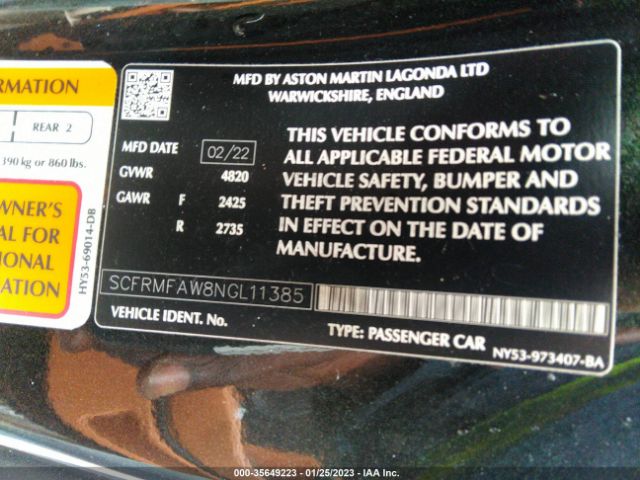 ORMATION
REAR 2
390 kg or 860 lbs.
WNER'S
AL FOR
IONAL
ATION
HY53-69014-DB
MFD BY ASTON MARTIN LAGONDA LTD
WARWICKSHIRE, ENGLAND
MFD DATE 02/22
GVWR 4820
GAWR F 2425
R 2735
THIS VEHICLE CONFORMS TO
ALL APPLICABLE FEDERAL MOTOR
VEHICLE SAFETY, BUMPER AND
THEFT PREVENTION STANDARDS
IN EFFECT ON THE DATE OF
MANUFACTURE.
SCFRMFAW8NGL11385
VEHICLE IDENT. No.
TYPE: PASSENGER CAR
NY53-973407-BA
000-35649223 - 01/25/2023 - IAA Inc.